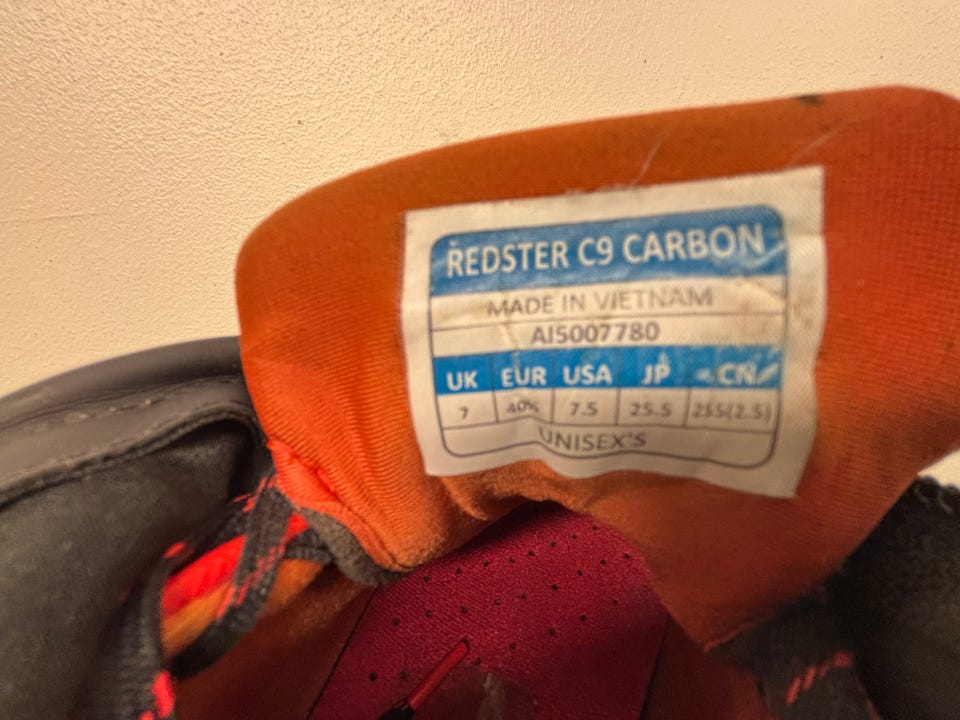 REDSTER C9 CARBON
MADE IN VIETNAM
AI5007780
UK EUR USA JP CN
7 40⅔ 7.5 25.5 255(2.5)
UNISEX'S